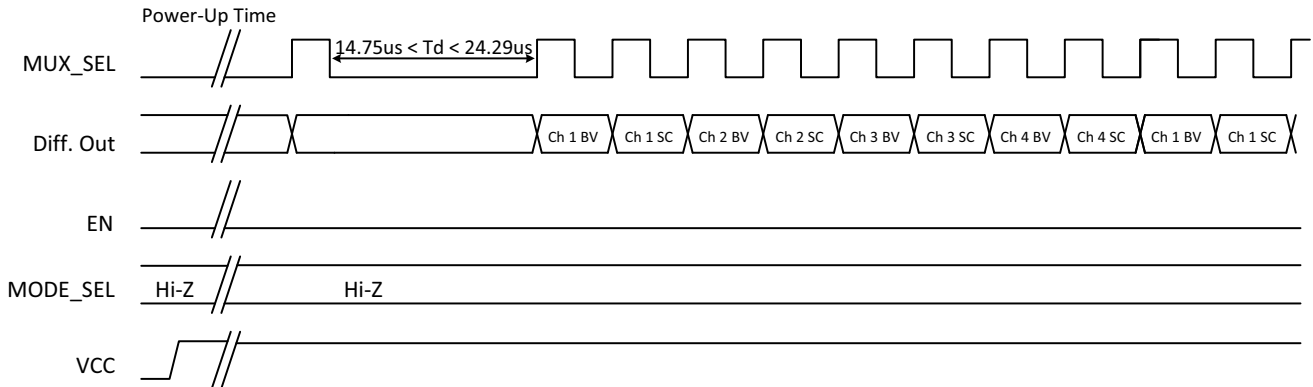 Power-Up Time
MUX_SEL
14.75us < Td < 24.29us
Diff. Out
Ch 1 BV
Ch 1 SC
Ch 2 BV
Ch 2 SC
Ch 3 BV
Ch 3 SC
Ch 4 BV
Ch 4 SC
Ch 1 BV
Ch 1 SC
EN
MODE_SEL
Hi-Z
Hi-Z
VCC